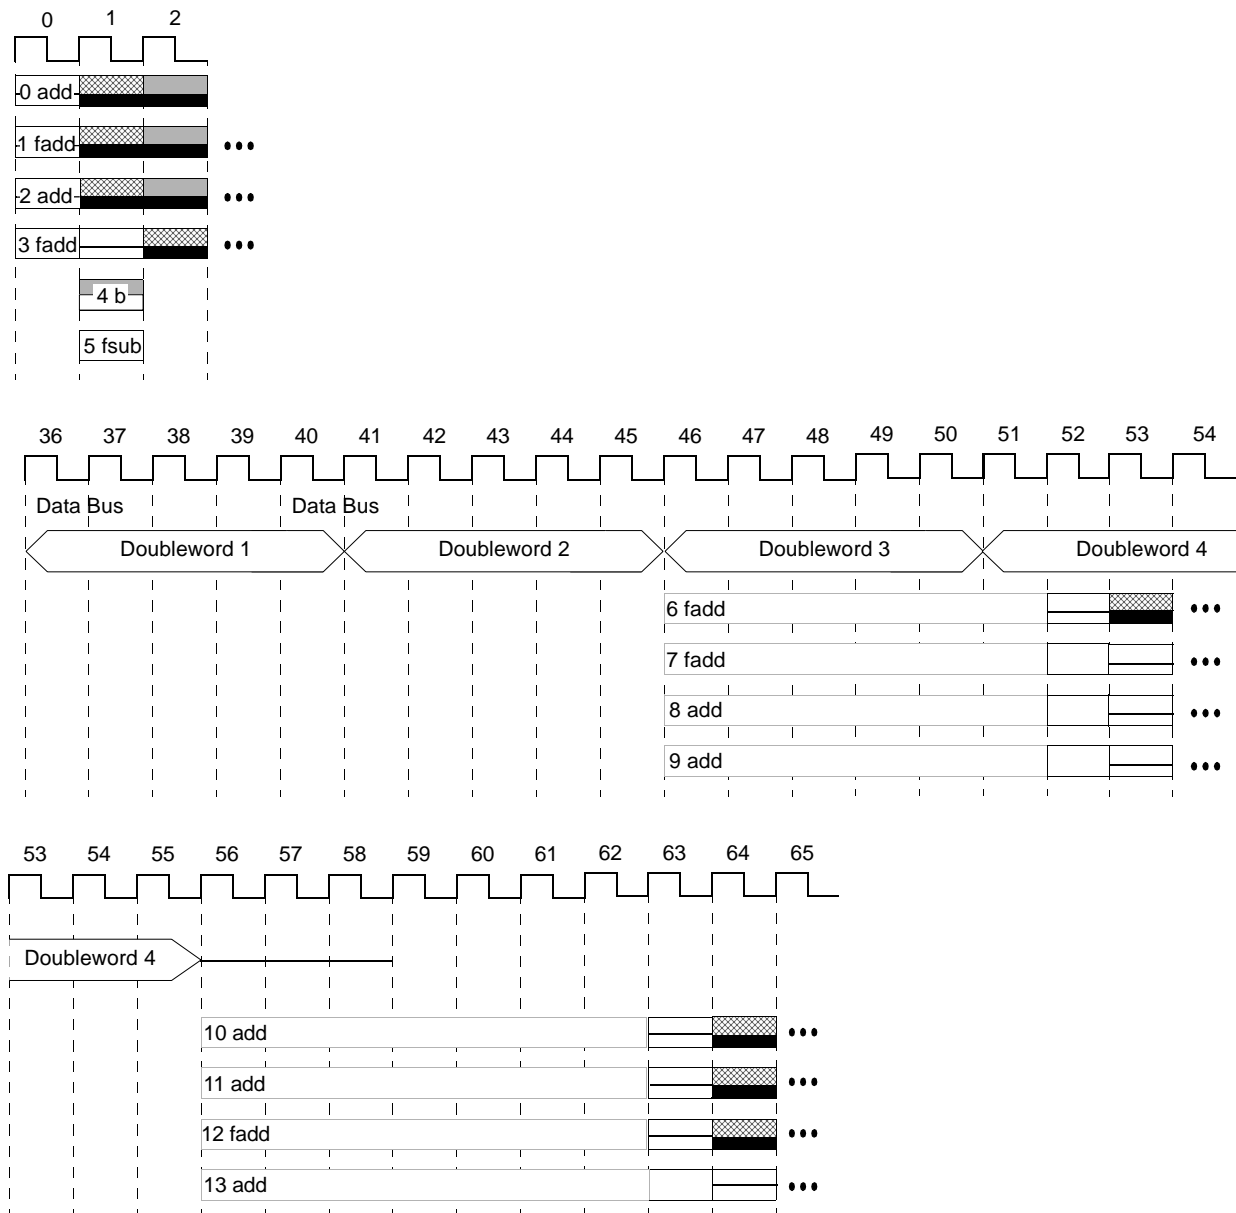 0 1 2
0 add
1 fadd
2 add
3 fadd
4 b
5 fsub
36 37 38 39 40 41 42 43 44 45 46 47 48 49 50 51 52 53 54
Data Bus Data Bus
Doubleword 1 Doubleword 2 Doubleword 3 Doubleword 4
6 fadd
7 fadd
8 add
9 add
53 54 55 56 57 58 59 60 61 62 63 64 65
Doubleword 4
10 add
11 add
12 fadd
13 add